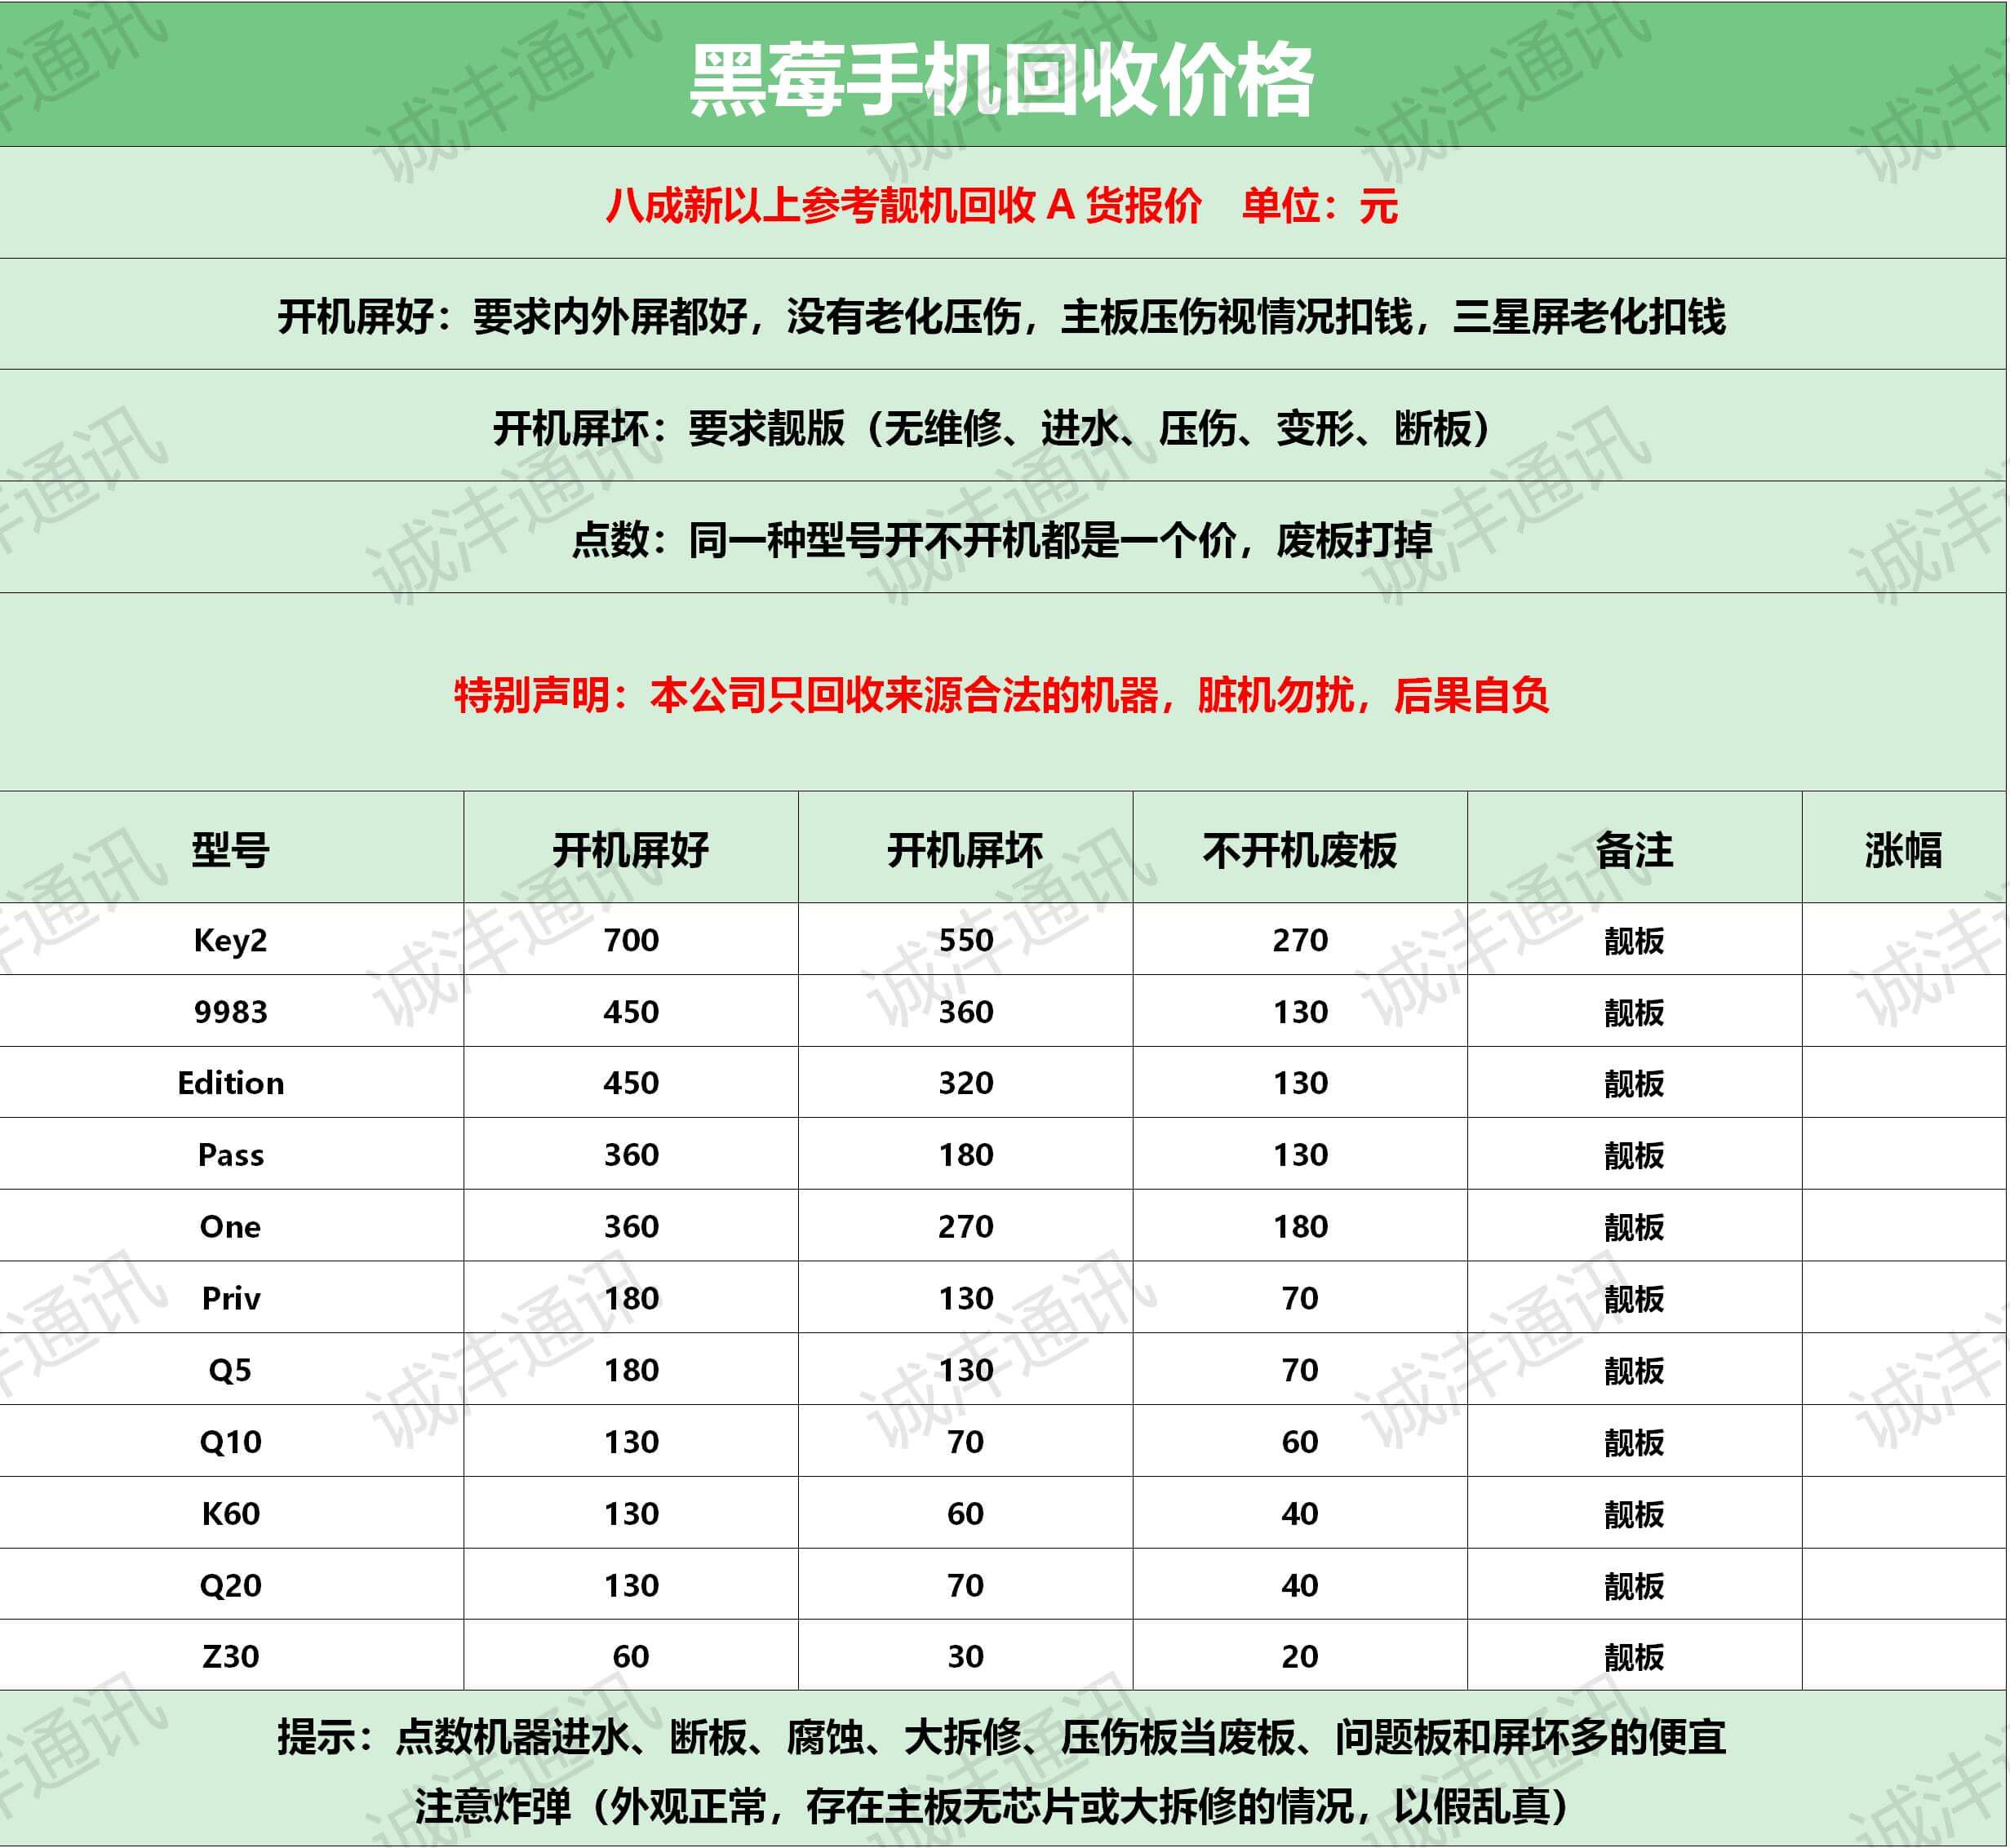 黑莓手机回收价格
八成新以上参考靓机回收 A 货报价　单位：元
开机屏好：要求内外屏都好，没有老化压伤，主板压伤视情况扣钱，三星屏老化扣钱
开机屏坏：要求靓版（无维修、进水、压伤、变形、断板）
点数：同一种型号开不开机都是一个价，废板打掉
特别声明：本公司只回收来源合法的机器，脏机勿扰，后果自负
型号 开机屏好 开机屏坏 不开机废板 备注 涨幅
Key2 700 550 270 靓板
9983 450 360 130 靓板
Edition 450 320 130 靓板
Pass 360 180 130 靓板
One 360 270 180 靓板
Priv 180 130 70 靓板
Q5 180 130 70 靓板
Q10 130 70 60 靓板
K60 130 60 40 靓板
Q20 130 70 40 靓板
Z30 60 30 20 靓板
提示：点数机器进水、断板、腐蚀、大拆修、压伤板当废板、问题板和屏坏多的便宜
注意炸弹（外观正常，存在主板无芯片或大拆修的情况，以假乱真）
诚沣通讯